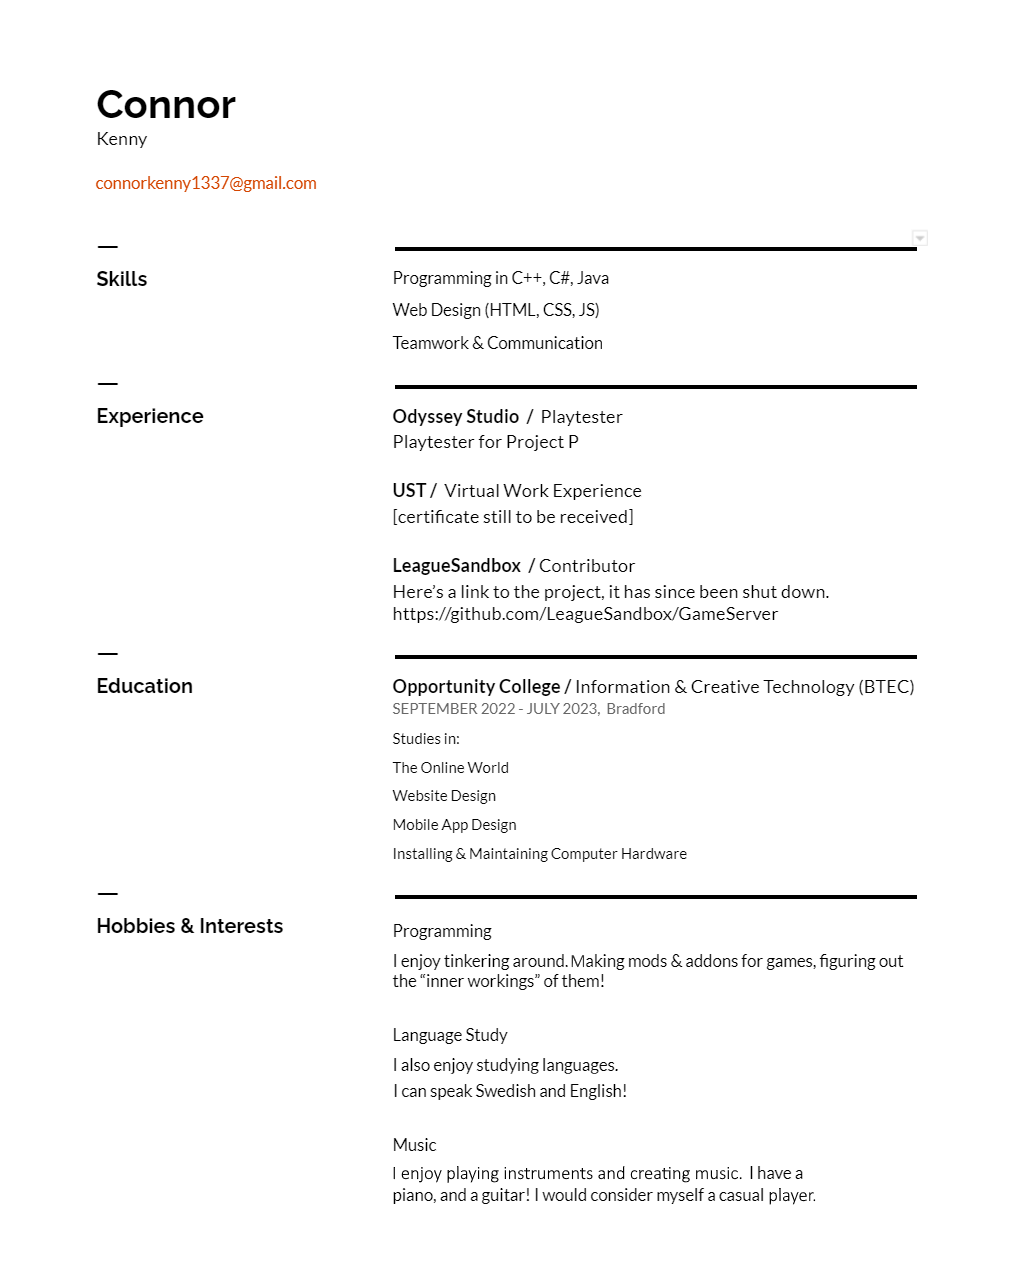 Connor
Kenny
connorkenny1337@gmail.com
—
Skills
Programming in C++, C#, Java
Web Design (HTML, CSS, JS)
Teamwork & Communication
—
Experience
Odyssey Studio / Playtester
Playtester for Project P
UST / Virtual Work Experience
[certificate still to be received]
LeagueSandbox / Contributor
Here's a link to the project, it has since been shut down.
https://github.com/LeagueSandbox/GameServer
—
Education
Opportunity College / Information & Creative Technology (BTEC)
SEPTEMBER 2022 - JULY 2023, Bradford
Studies in:
The Online World
Website Design
Mobile App Design
Installing & Maintaining Computer Hardware
—
Hobbies & Interests
Programming
I enjoy tinkering around. Making mods & addons for games, figuring out
the “inner workings” of them!
Language Study
I also enjoy studying languages.
I can speak Swedish and English!
Music
I enjoy playing instruments and creating music. I have a
piano, and a guitar! I would consider myself a casual player.